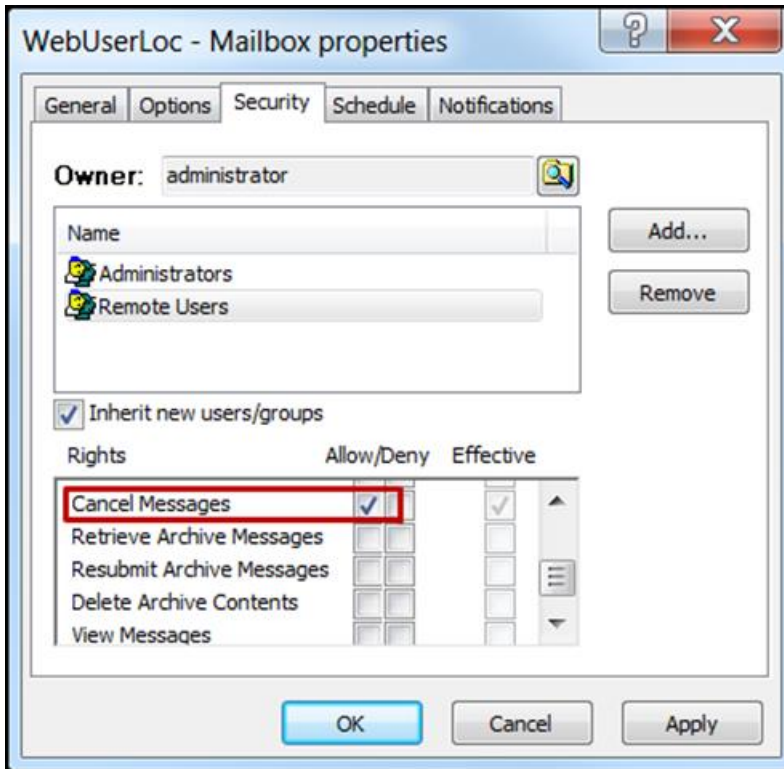 WebUserLoc - Mailbox properties
General Options Security Schedule Notifications
Owner: administrator
Name
Add...
Administrators
Remote Users
Remove
Inherit new users/groups
Rights Allow/Deny Effective
Cancel Messages
Retrieve Archive Messages
Resubmit Archive Messages
Delete Archive Contents
View Messages
OK Cancel Apply